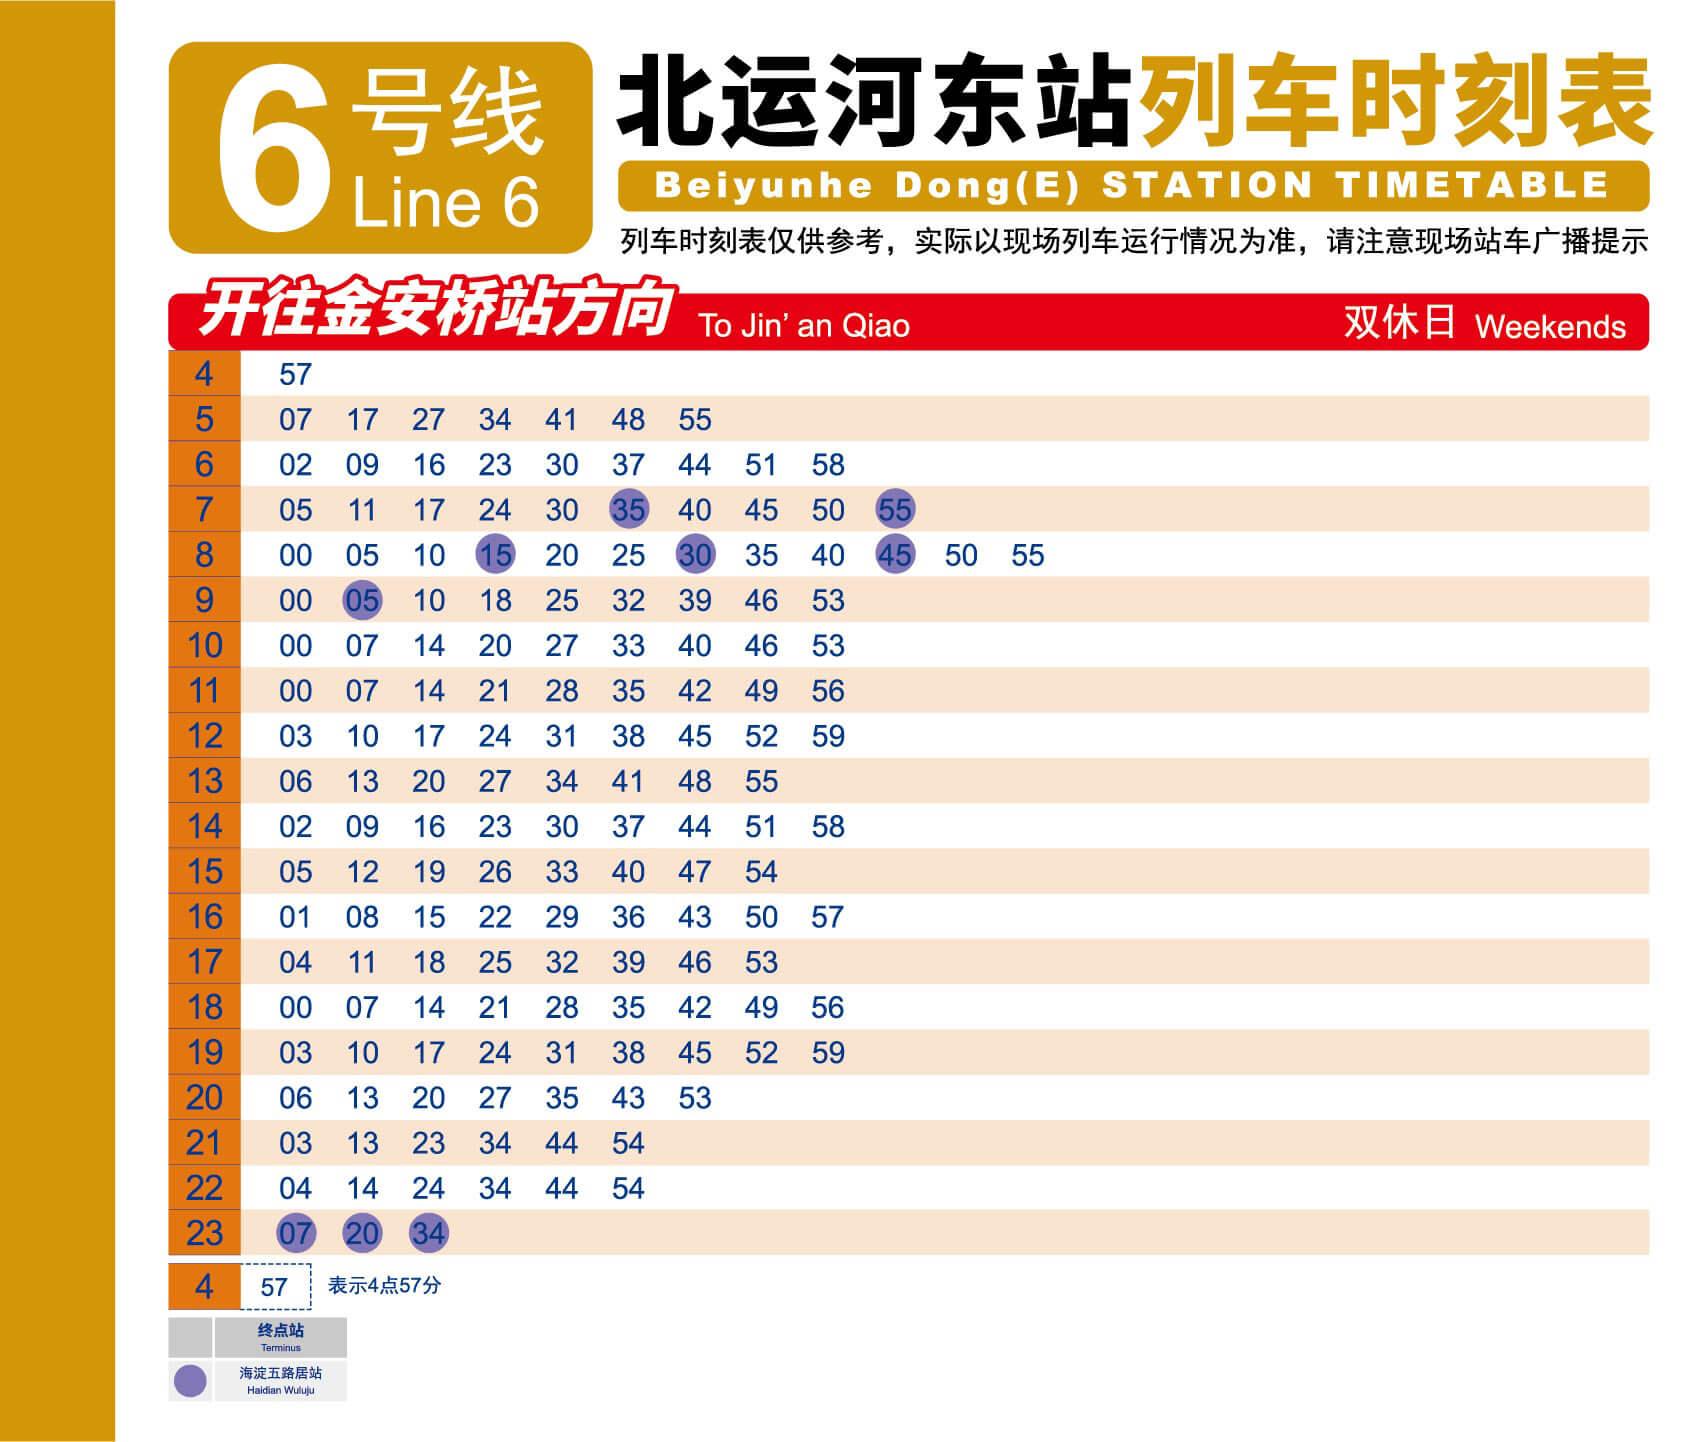 6 号线
Line 6
北运河东站列车时刻表
Beiyunhe Dong(E) STATION TIMETABLE
列车时刻表仅供参考，实际以现场列车运行情况为准，请注意现场站车广播提示
开往金安桥站方向 To Jin’ an Qiao 双休日 Weekends
4 57
5 07 17 27 34 41 48 55
6 02 09 16 23 30 37 44 51 58
7 05 11 17 24 30 35 40 45 50 55
8 00 05 10 15 20 25 30 35 40 45 50 55
9 00 05 10 18 25 32 39 46 53
10 00 07 14 20 27 33 40 46 53
11 00 07 14 21 28 35 42 49 56
12 03 10 17 24 31 38 45 52 59
13 06 13 20 27 34 41 48 55
14 02 09 16 23 30 37 44 51 58
15 05 12 19 26 33 40 47 54
16 01 08 15 22 29 36 43 50 57
17 04 11 18 25 32 39 46 53
18 00 07 14 21 28 35 42 49 56
19 03 10 17 24 31 38 45 52 59
20 06 13 20 27 35 43 53
21 03 13 23 34 44 54
22 04 14 24 34 44 54
23 07 20 34
4 57 表示4点57分
终点站
Terminus
海淀五路居站
Haidian Wuluju